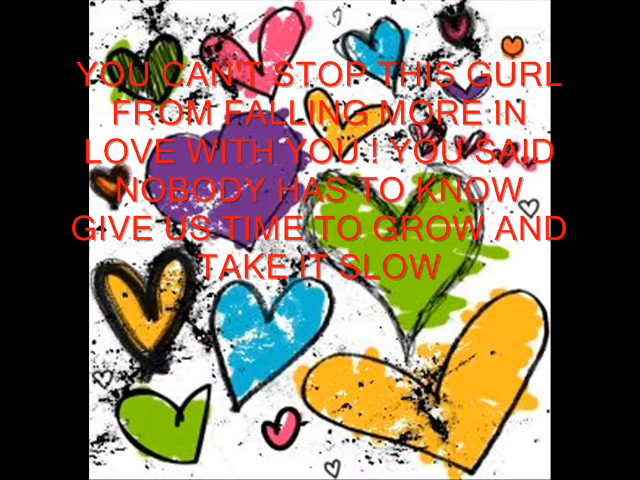 YOU CAN'T STOP THIS GURL
FROM FALLING MORE IN
LOVE WITH YOU ! YOU SAID
NOBODY HAS TO KNOW
GIVE US TIME TO GROW AND
TAKE IT SLOW